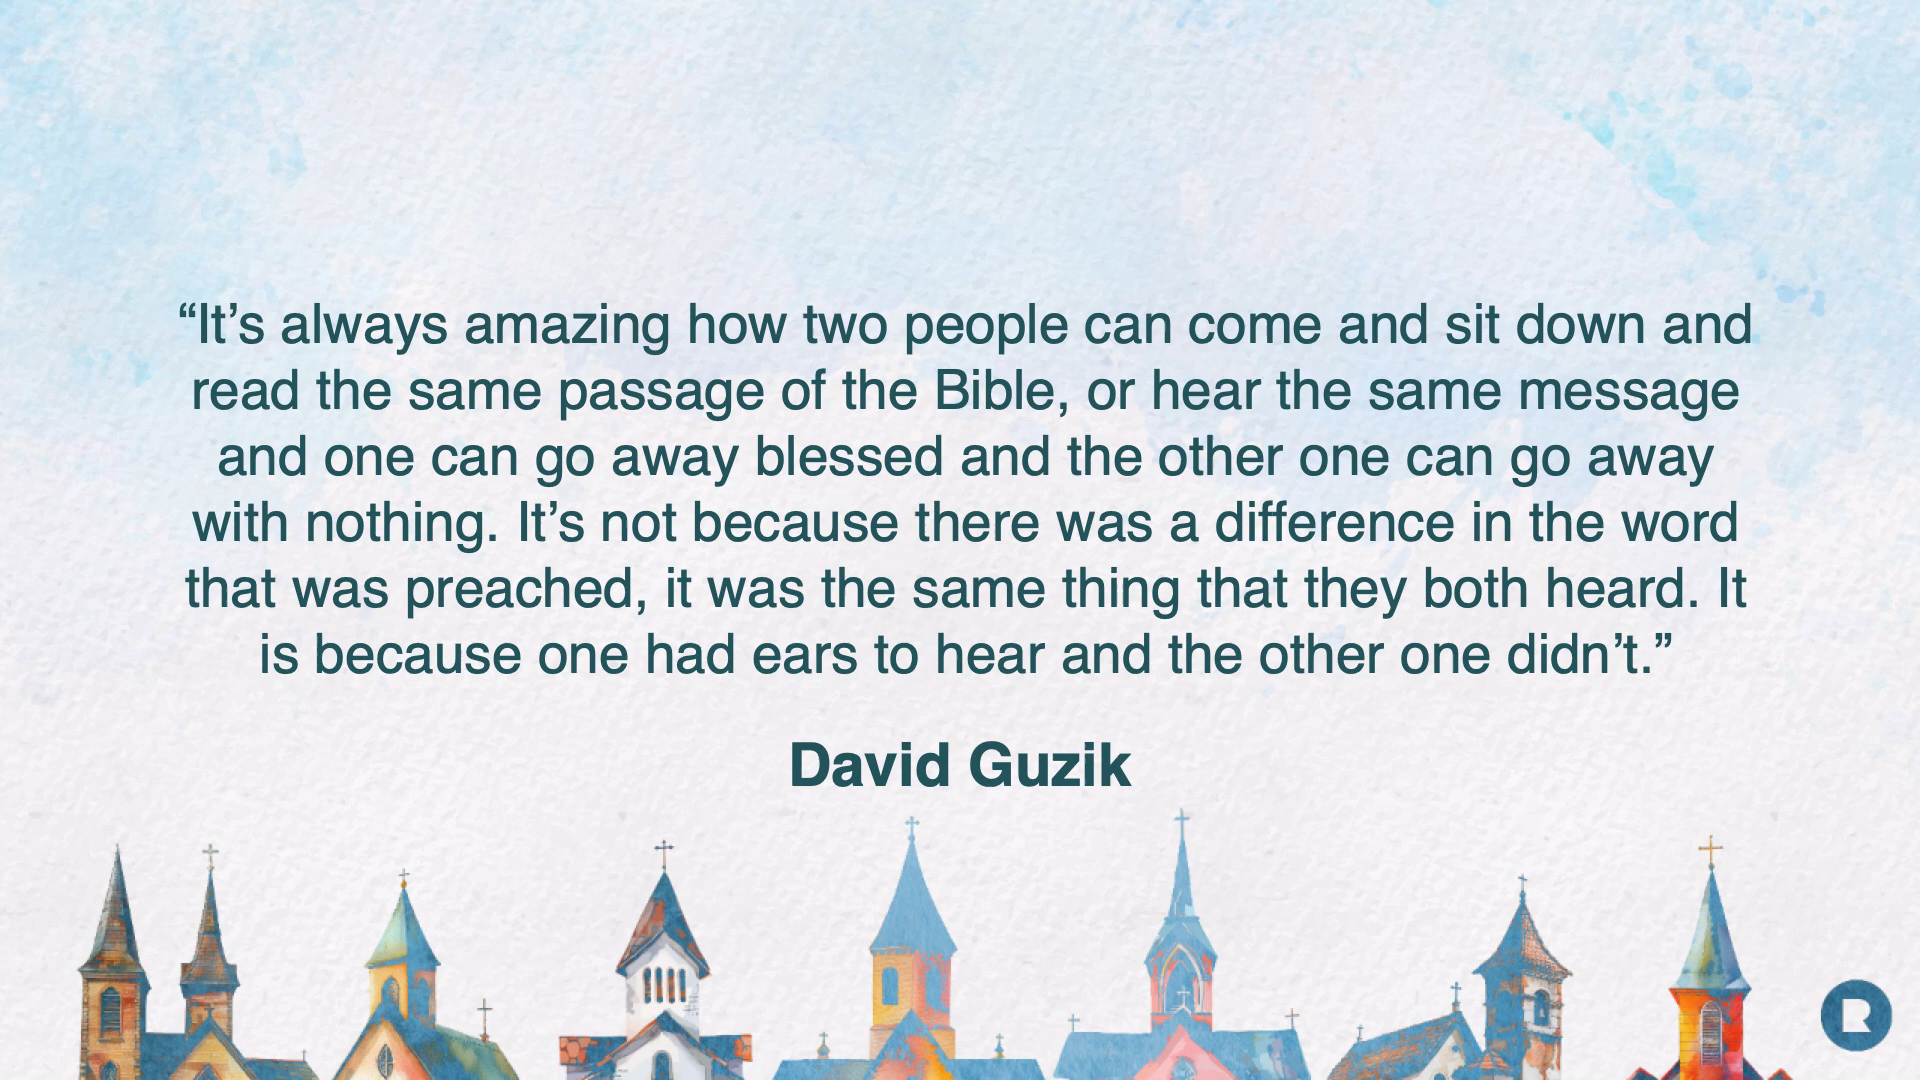 “It’s always amazing how two people can come and sit down and
read the same passage of the Bible, or hear the same message
and one can go away blessed and the other one can go away
with nothing. It’s not because there was a difference in the word
that was preached, it was the same thing that they both heard. It
is because one had ears to hear and the other one didn’t.”
David Guzik
R